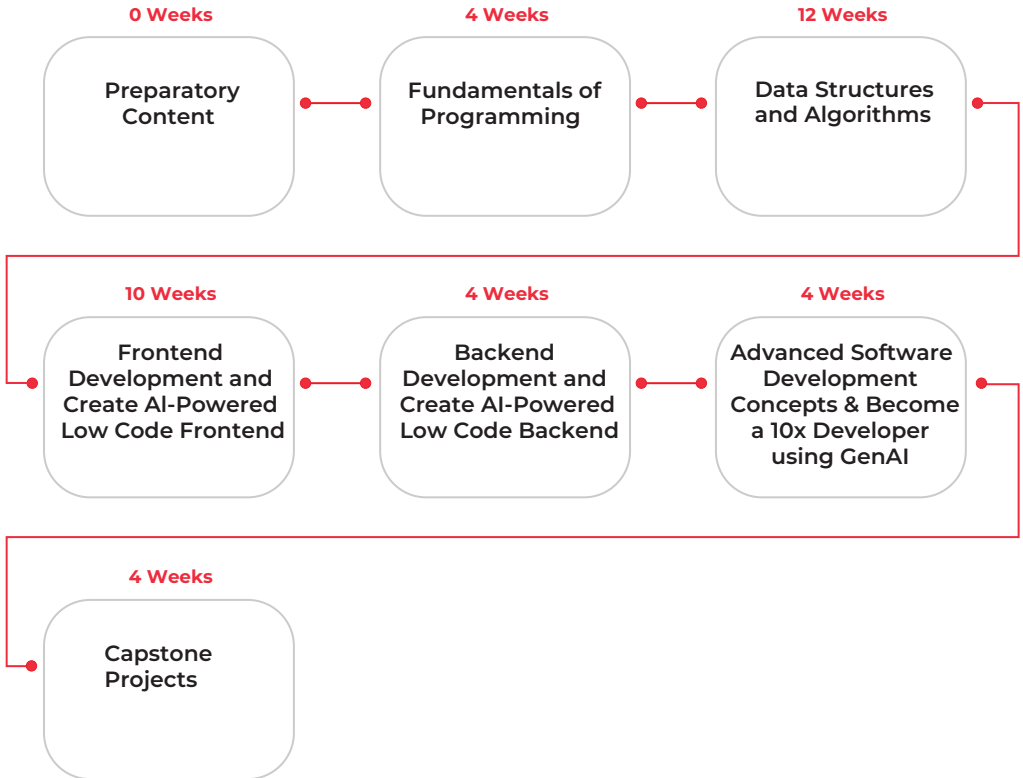 0 Weeks
4 Weeks
12 Weeks
Preparatory
Content
Fundamentals of
Programming
Data Structures
and Algorithms
10 Weeks
4 Weeks
4 Weeks
Frontend
Development and
Create AI-Powered
Low Code Frontend
Backend
Development and
Create AI-Powered
Low Code Backend
Advanced Software
Development
Concepts & Become
a 10x Developer
using GenAI
4 Weeks
Capstone
Projects